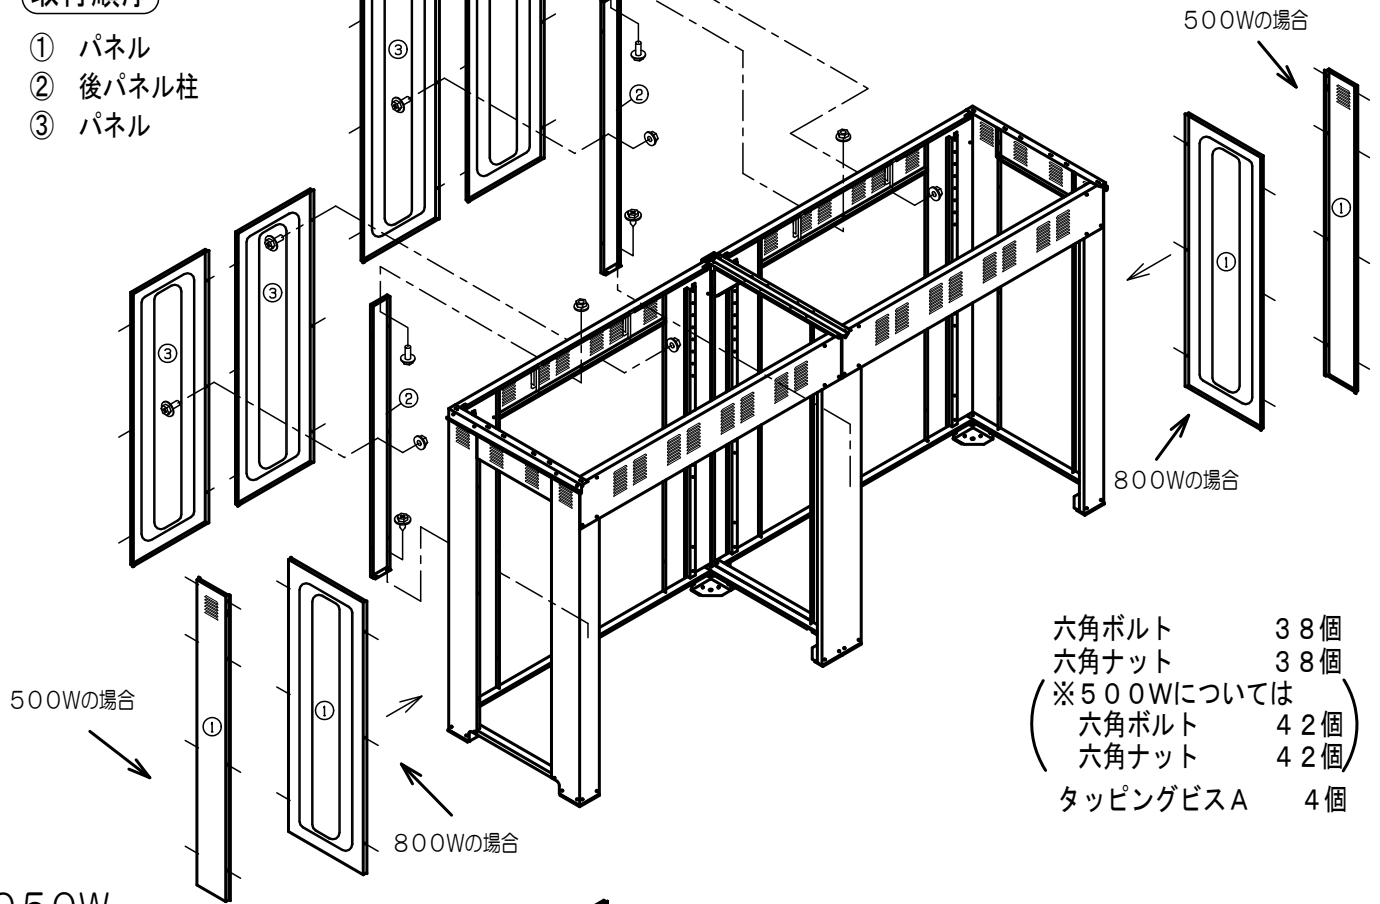 取付順序
① パネル
② 後パネル柱
③ パネル
500Wの場合
③
②
①
①
③
③
②
800Wの場合
①
①
500Wの場合
800Wの場合
六角ボルト 38個
六角ナット 38個
※500Wについては
六角ボルト 42個
六角ナット 42個
タッピングビスA 4個
050W